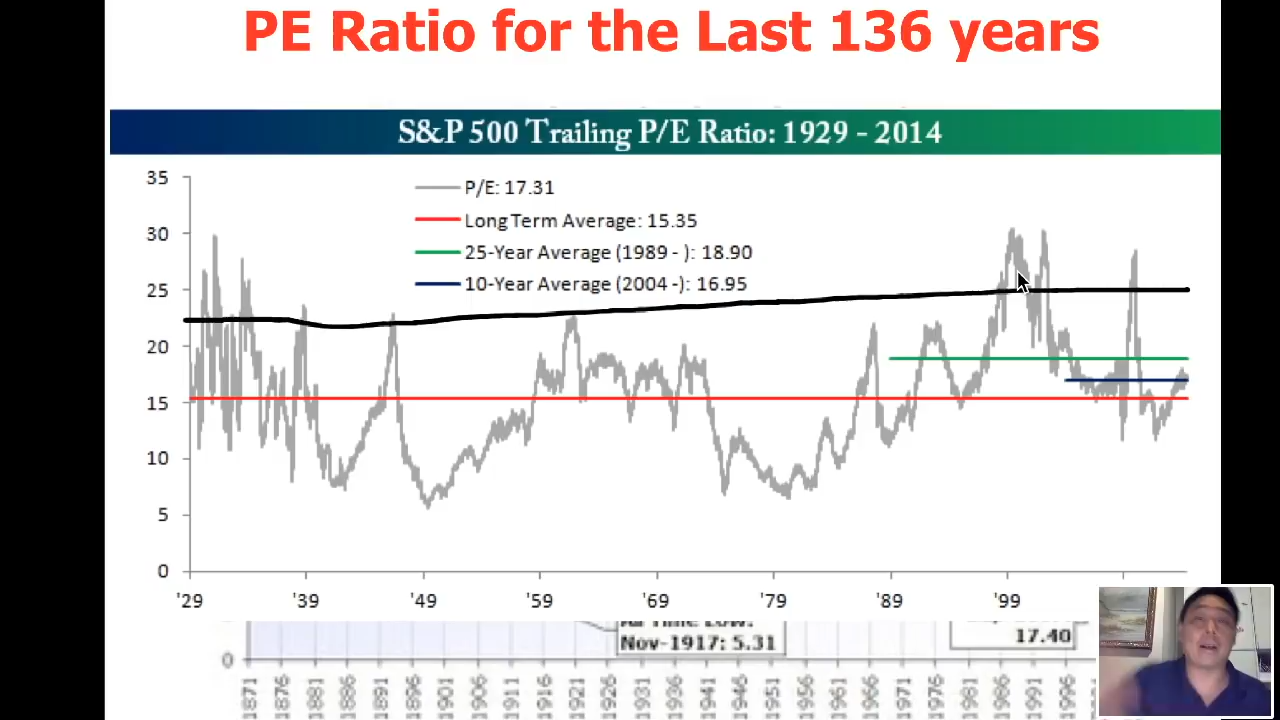 PE Ratio for the Last 136 years
S&P 500 Trailing P/E Ratio: 1929 - 2014
35
30
25
20
15
10
5
0
P/E: 17.31
Long Term Average: 15.35
25-Year Average (1989 - ): 18.90
10-Year Average (2004 -): 16.95
'29 '39 '49 '59 '69 '79 '89 '99
All Time Low:
Nov-1917: 5.31
17.40
0
1871 1876 1881 1886 1891 1896 1901 1906 1911 1916 1921 1926 1931 1936 1941 1946 1951 1956 1961 1966 1971 1976 1981 1986 1991 1996